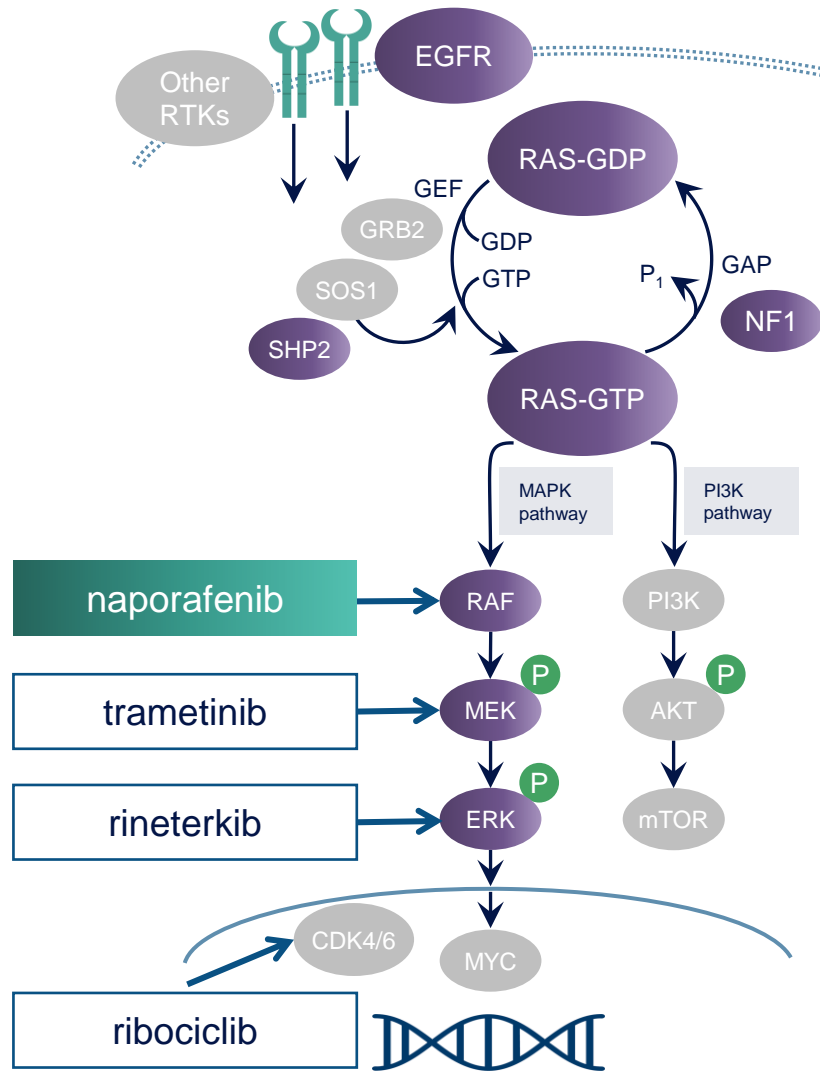 Other
RTKs
EGFR
RAS-GDP
GEF
GRB2
GDP
GTP
SOS1
SHP2
P1
GAP
NF1
RAS-GTP
MAPK
pathway
PI3K
pathway
naporafenib
RAF
PI3K
trametinib
MEK
P
AKT
P
rineterkib
ERK
P
mTOR
CDK4/6
MYC
ribociclib